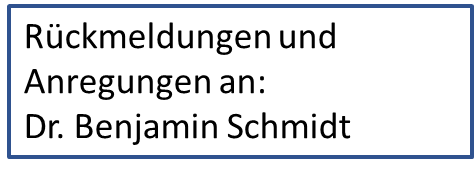 Rückmeldungen und
Anregungen an:
Dr. Benjamin Schmidt